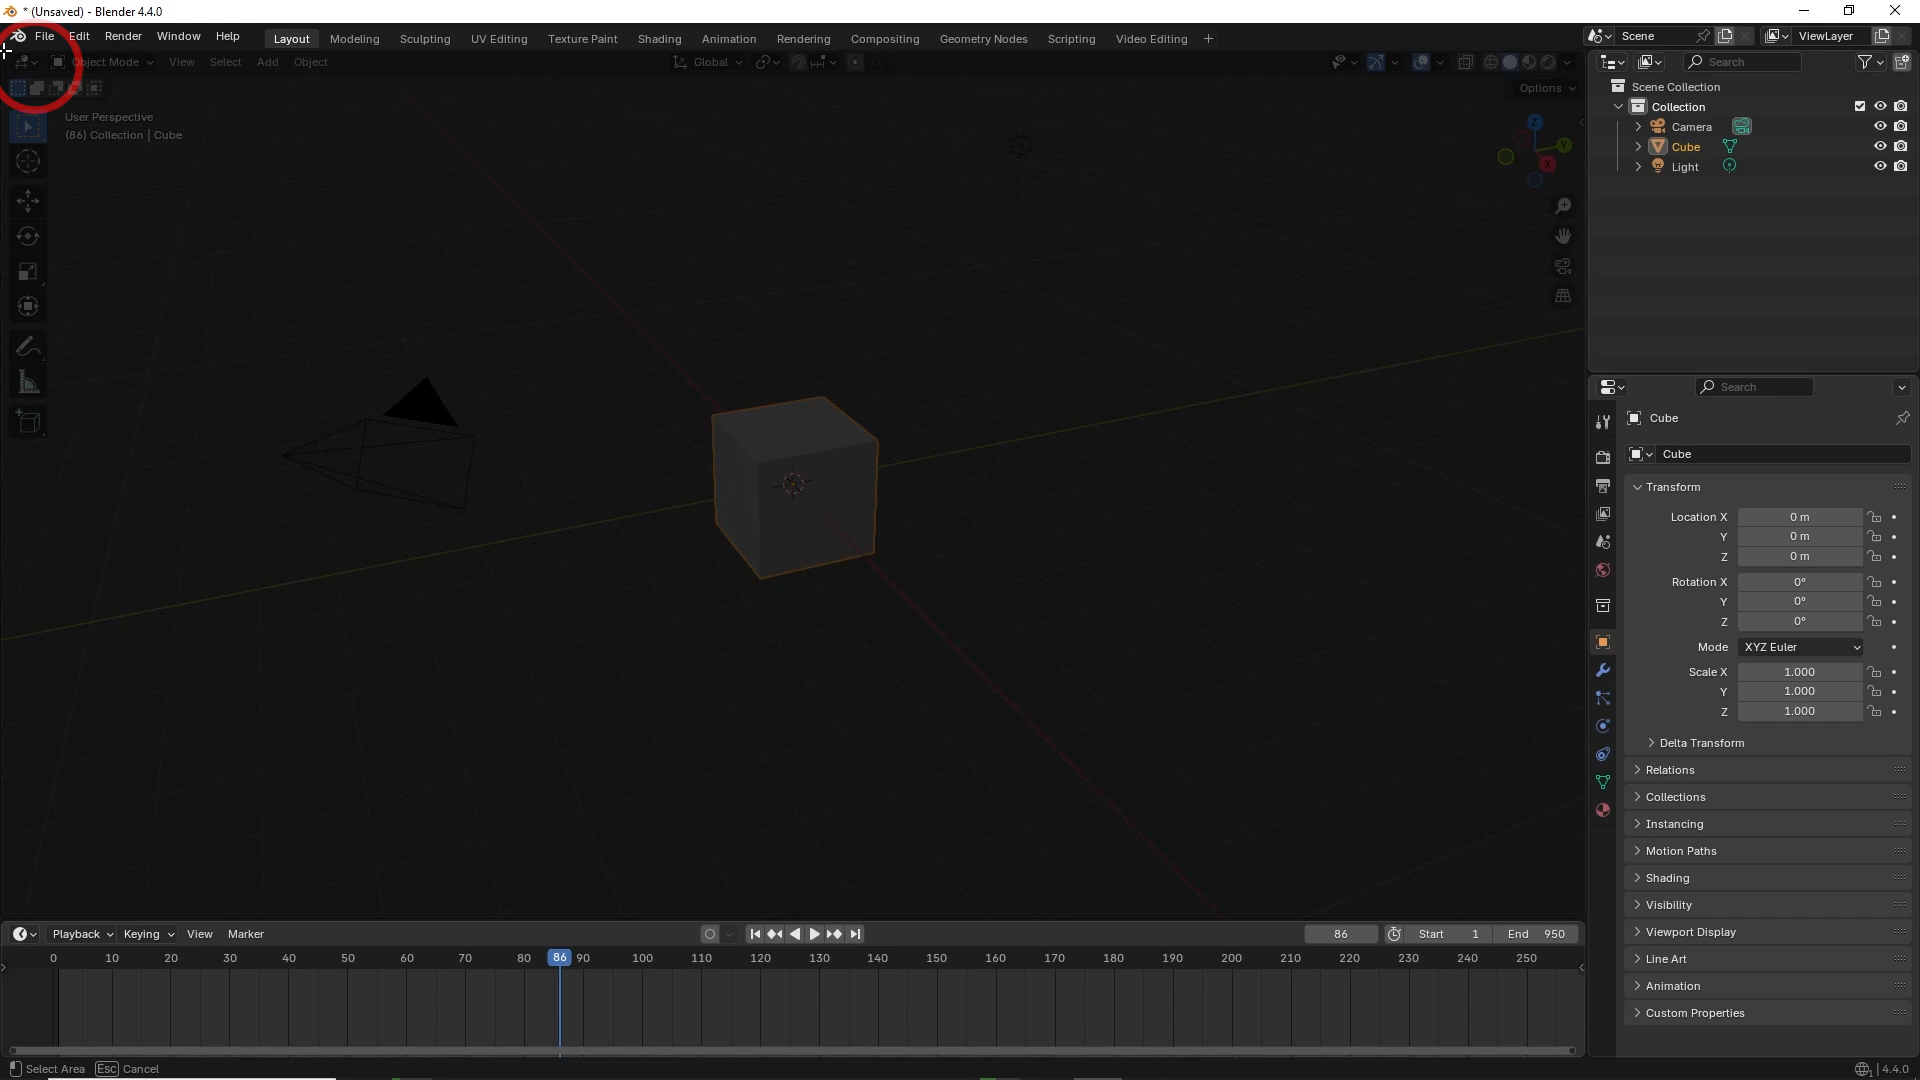 * (Unsaved) - Blender 4.4.0
File Edit Render Window Help Layout Modeling Sculpting UV Editing Texture Paint Shading Animation Rendering Compositing Geometry Nodes Scripting Video Editing + Scene ViewLayer
Object Mode View Select Add Object Global Search
Options
Scene Collection
Collection
Camera
Cube
Light
User Perspective
(86) Collection | Cube
Z
Y
X
Search
Cube
Cube
Transform
Location X 0 m
Y 0 m
Z 0 m
Rotation X 0°
Y 0°
Z 0°
Mode XYZ Euler
Scale X 1.000
Y 1.000
Z 1.000
Delta Transform
Relations
Collections
Instancing
Motion Paths
Shading
Visibility
Viewport Display
Line Art
Animation
Custom Properties
Playback Keying View Marker 86 Start 1 End 950
0 10 20 30 40 50 60 70 80 86 90 100 110 120 130 140 150 160 170 180 190 200 210 220 230 240 250
Select Area Esc Cancel 4.4.0